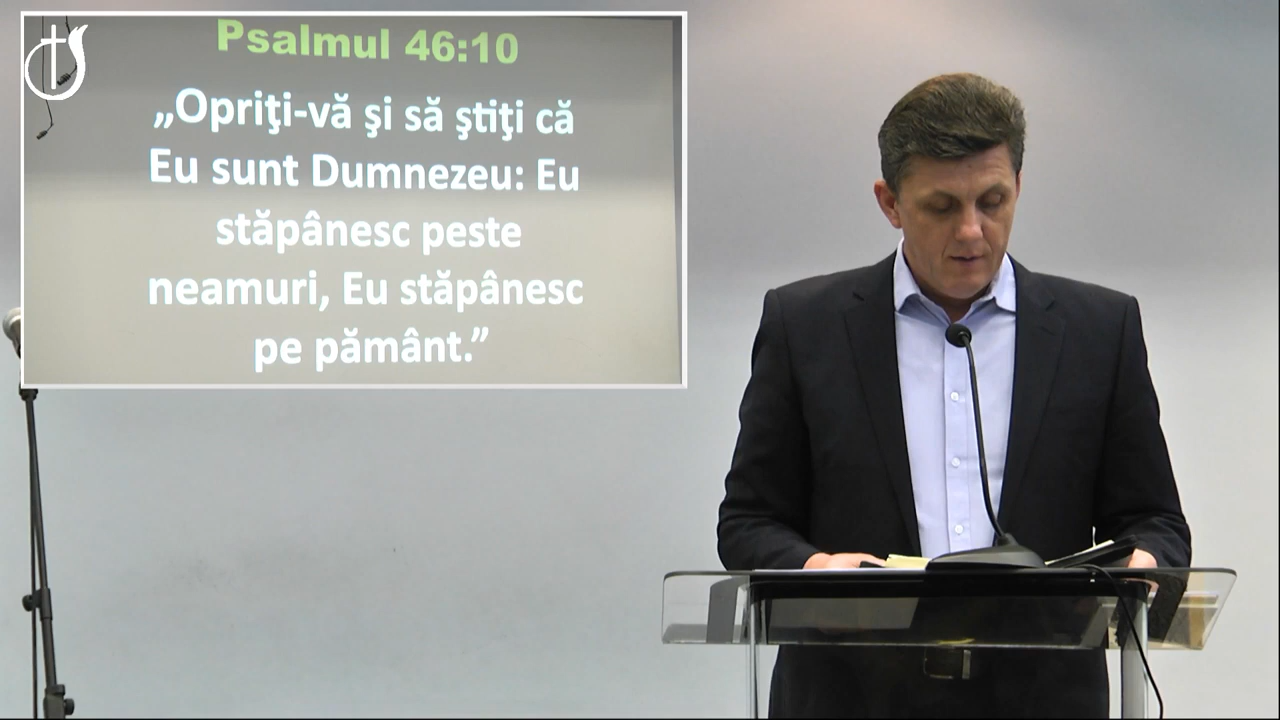 Psalmul 46:10
„Opriţi-vă şi să ştiţi că
Eu sunt Dumnezeu: Eu
stăpânesc peste
neamuri, Eu stăpânesc
pe pământ.”